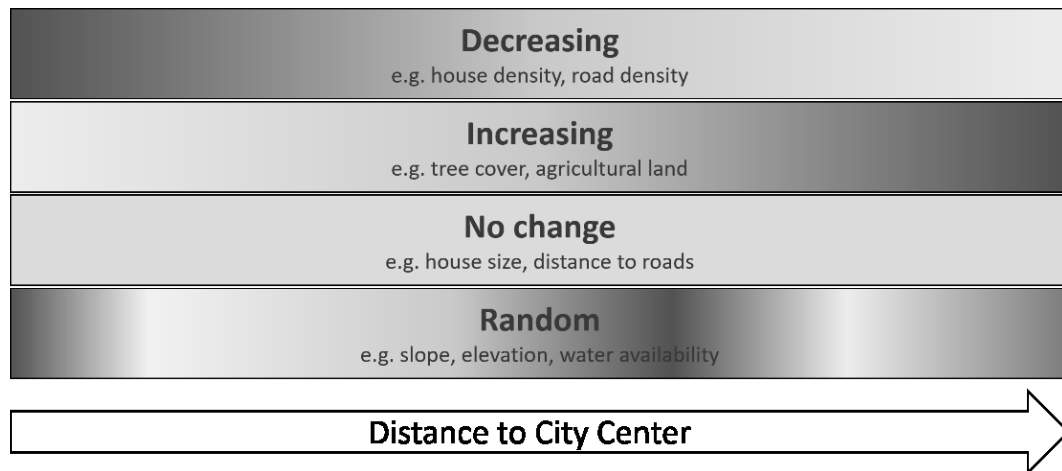 Decreasing
e.g. house density, road density
Increasing
e.g. tree cover, agricultural land
No change
e.g. house size, distance to roads
Random
e.g. slope, elevation, water availability
Distance to City Center